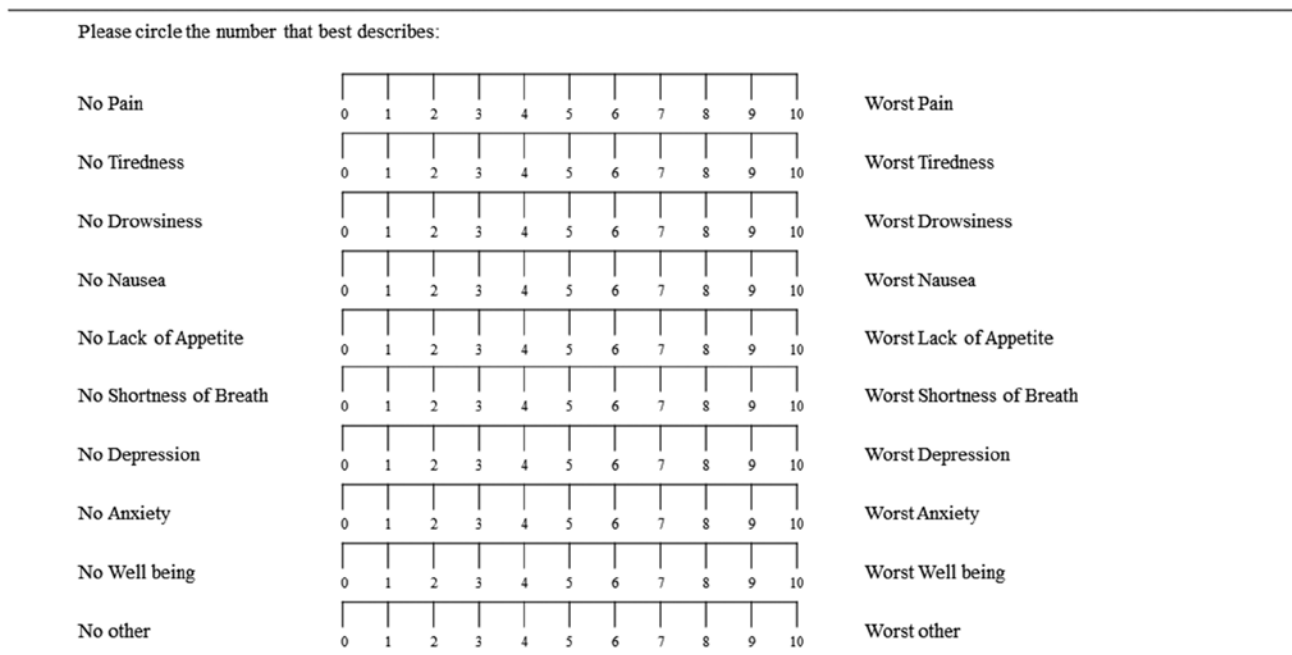 Please circle the number that best describes:
No Pain 0 1 2 3 4 5 6 7 8 9 10 Worst Pain
No Tiredness 0 1 2 3 4 5 6 7 8 9 10 Worst Tiredness
No Drowsiness 0 1 2 3 4 5 6 7 8 9 10 Worst Drowsiness
No Nausea 0 1 2 3 4 5 6 7 8 9 10 Worst Nausea
No Lack of Appetite 0 1 2 3 4 5 6 7 8 9 10 Worst Lack of Appetite
No Shortness of Breath 0 1 2 3 4 5 6 7 8 9 10 Worst Shortness of Breath
No Depression 0 1 2 3 4 5 6 7 8 9 10 Worst Depression
No Anxiety 0 1 2 3 4 5 6 7 8 9 10 Worst Anxiety
No Well being 0 1 2 3 4 5 6 7 8 9 10 Worst Well being
No other 0 1 2 3 4 5 6 7 8 9 10 Worst other